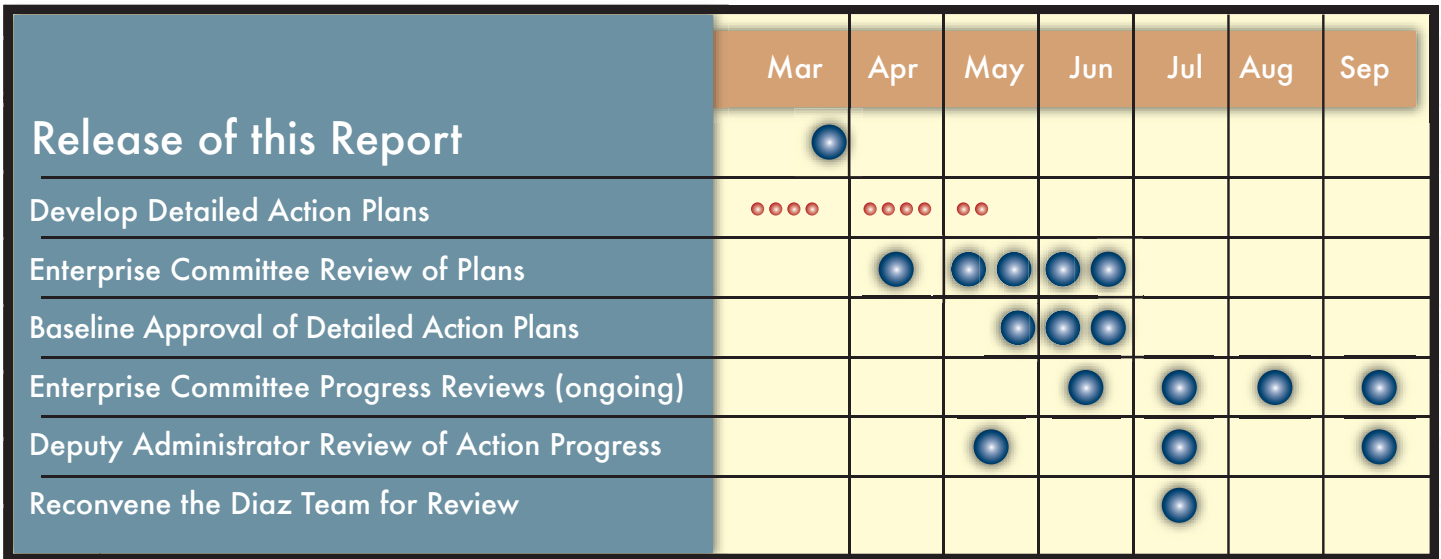 Mar Apr May Jun Jul Aug Sep
Release of this Report
Develop Detailed Action Plans
Enterprise Committee Review of Plans
Baseline Approval of Detailed Action Plans
Enterprise Committee Progress Reviews (ongoing)
Deputy Administrator Review of Action Progress
Reconvene the Diaz Team for Review